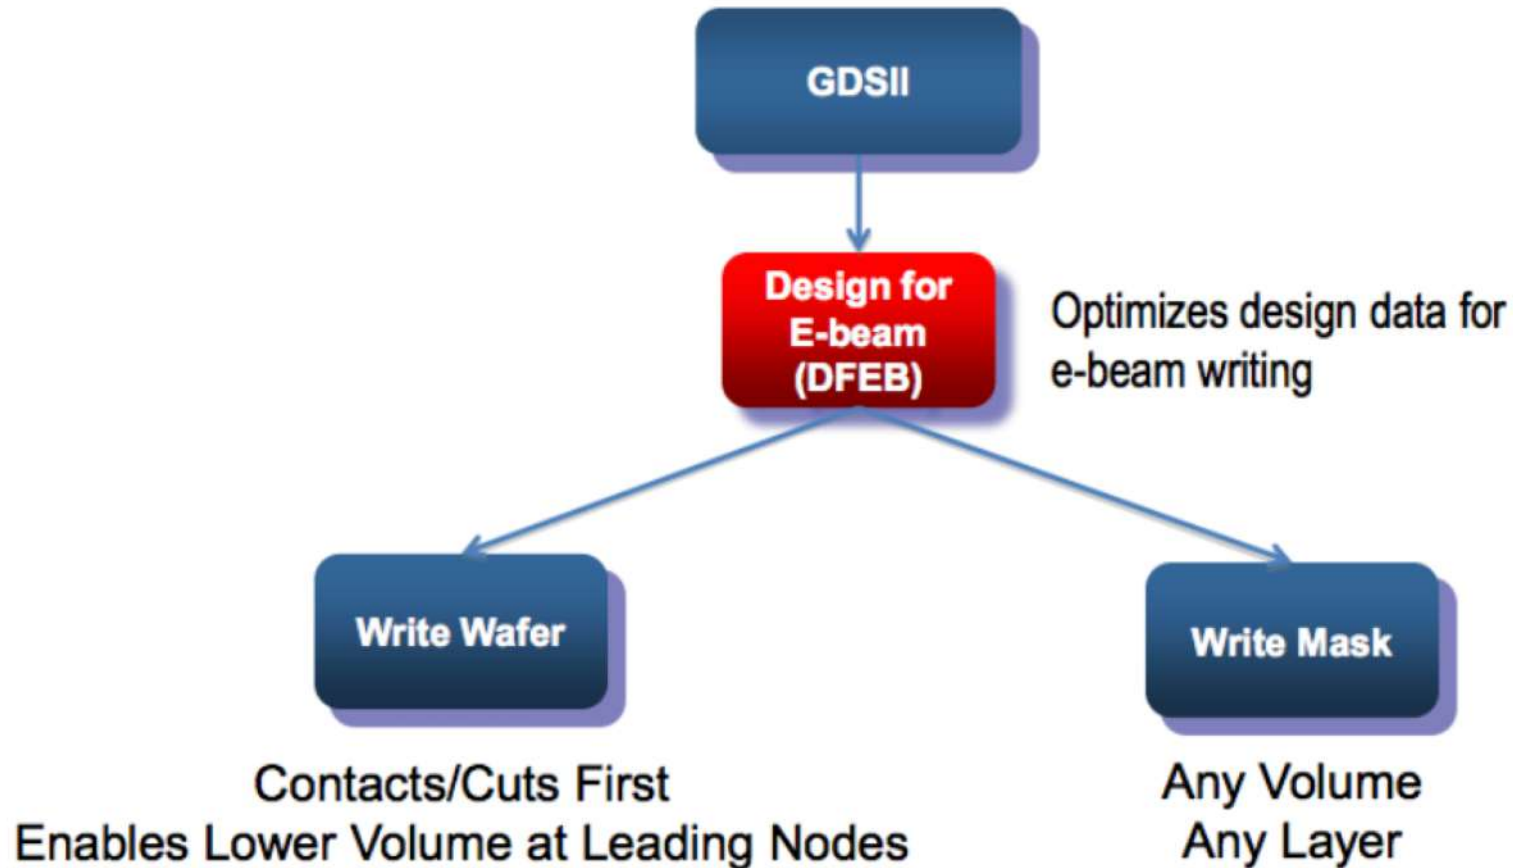 GDSII
Design for
E-beam
(DFEB)
Optimizes design data for
e-beam writing
Write Wafer
Write Mask
Contacts/Cuts First
Enables Lower Volume at Leading Nodes
Any Volume
Any Layer